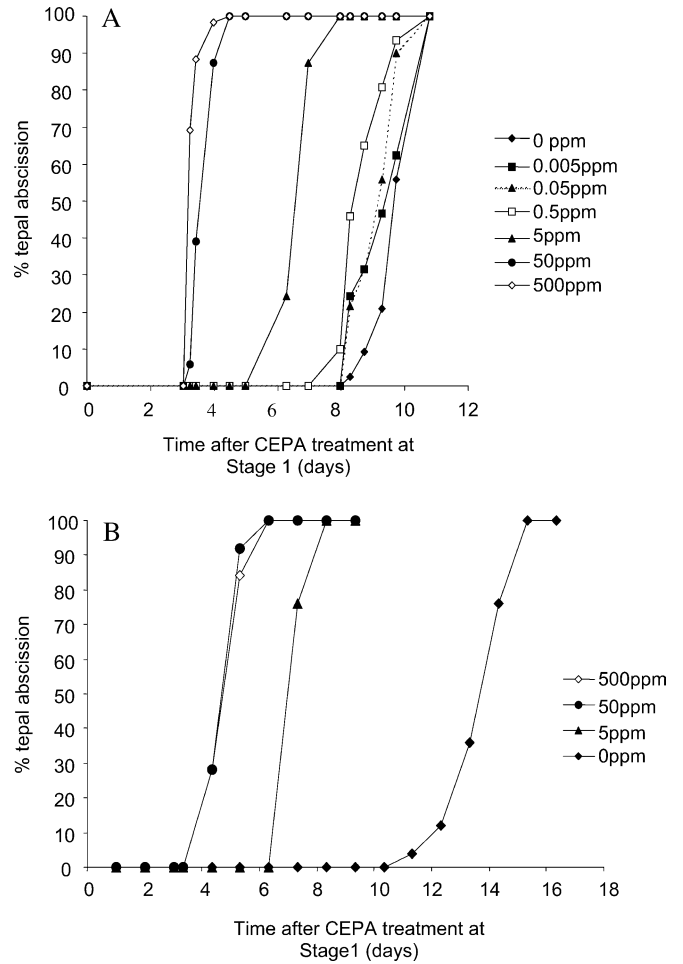 A
100
90
80
70
60
50
40
30
20
10
0
% tepal abscission
0 2 4 6 8 10 12
Time after CEPA treatment at
Stage 1 (days)
0 ppm
0.005ppm
0.05ppm
0.5ppm
5ppm
50ppm
500ppm
B
100
90
80
70
60
50
40
30
20
10
0
% tepal abscission
0 2 4 6 8 10 12 14 16 18
Time after CEPA treatment at
Stage1 (days)
500ppm
50ppm
5ppm
0ppm